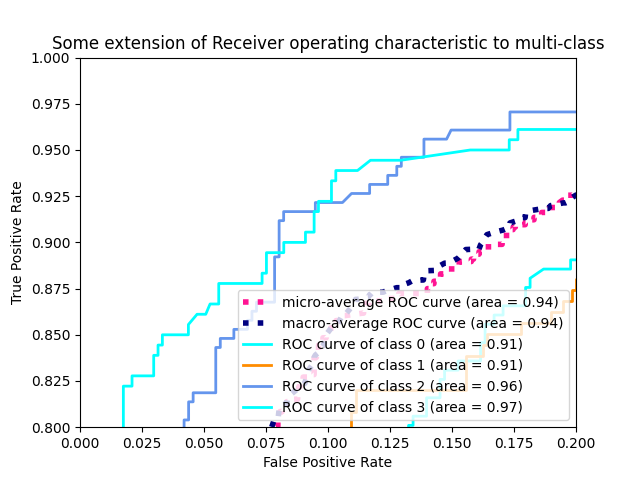 Some extension of Receiver operating characteristic to multi-class
True Positive Rate
1.000
0.975
0.950
0.925
0.900
0.875
0.850
0.825
0.800
micro-average ROC curve (area = 0.94)
macro-average ROC curve (area = 0.94)
ROC curve of class 0 (area = 0.91)
ROC curve of class 1 (area = 0.91)
ROC curve of class 2 (area = 0.96)
ROC curve of class 3 (area = 0.97)
0.000 0.025 0.050 0.075 0.100 0.125 0.150 0.175 0.200
False Positive Rate